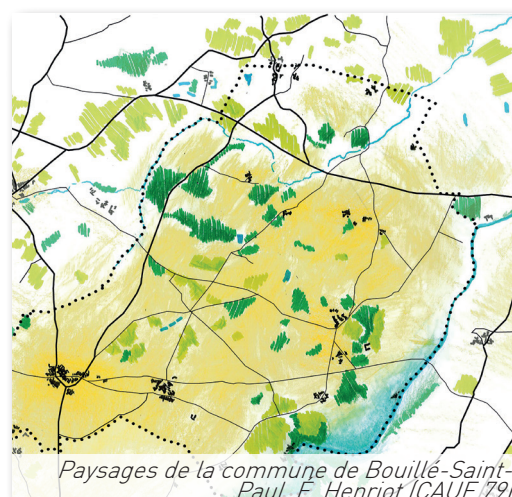 Paysages de la commune de Bouillé-Saint-
Paul, F. Henriot (CAUE 79)